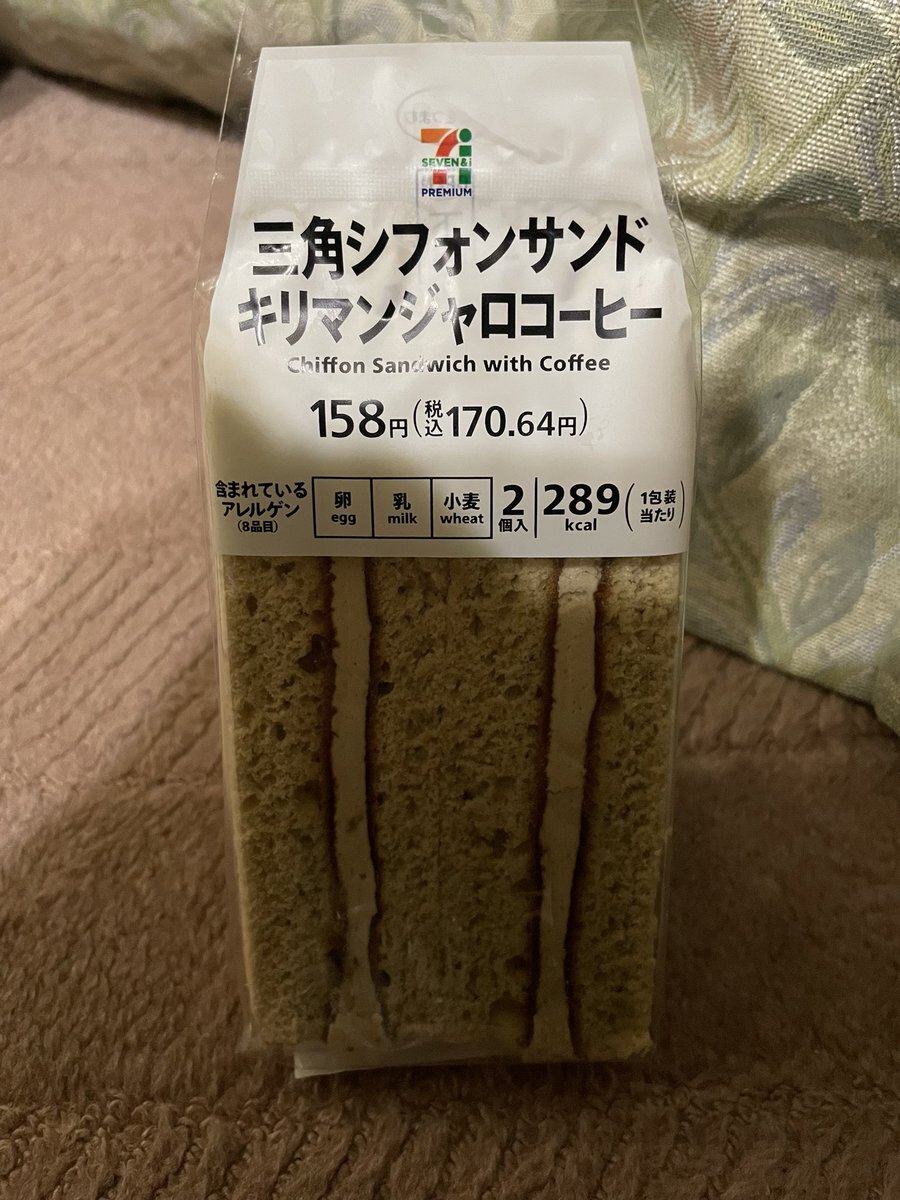 SEVEN&i
PREMIUM
三角シフォンサンド
キリマンジャロコーヒー
Chiffon Sandwich with Coffee
158円(税込170.64円)
含まれている
アレルゲン
(8品目)
卵
egg
乳
milk
小麦
wheat
2
個入
289
kcal
(1包装
当たり)